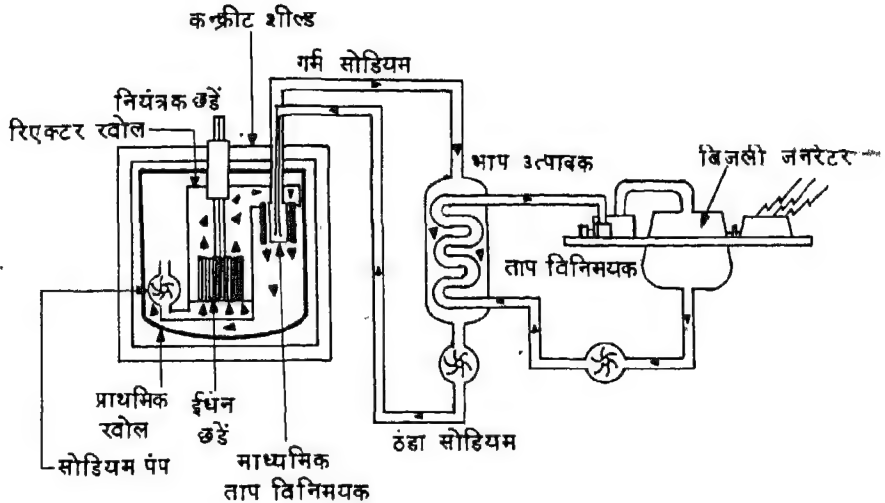 कन्क्रीट शील्ड
गर्म सोडियम
नियंत्रक छडें
रिएक्टर खोल
भाप उत्पादक
बिजली जनरेटर
ताप विनिमयक
प्राथमिक
खोल
ईधंन
छडें
ठंडा सोडियम
सोडियम पंप
माध्यमिक
ताप विनिमयक